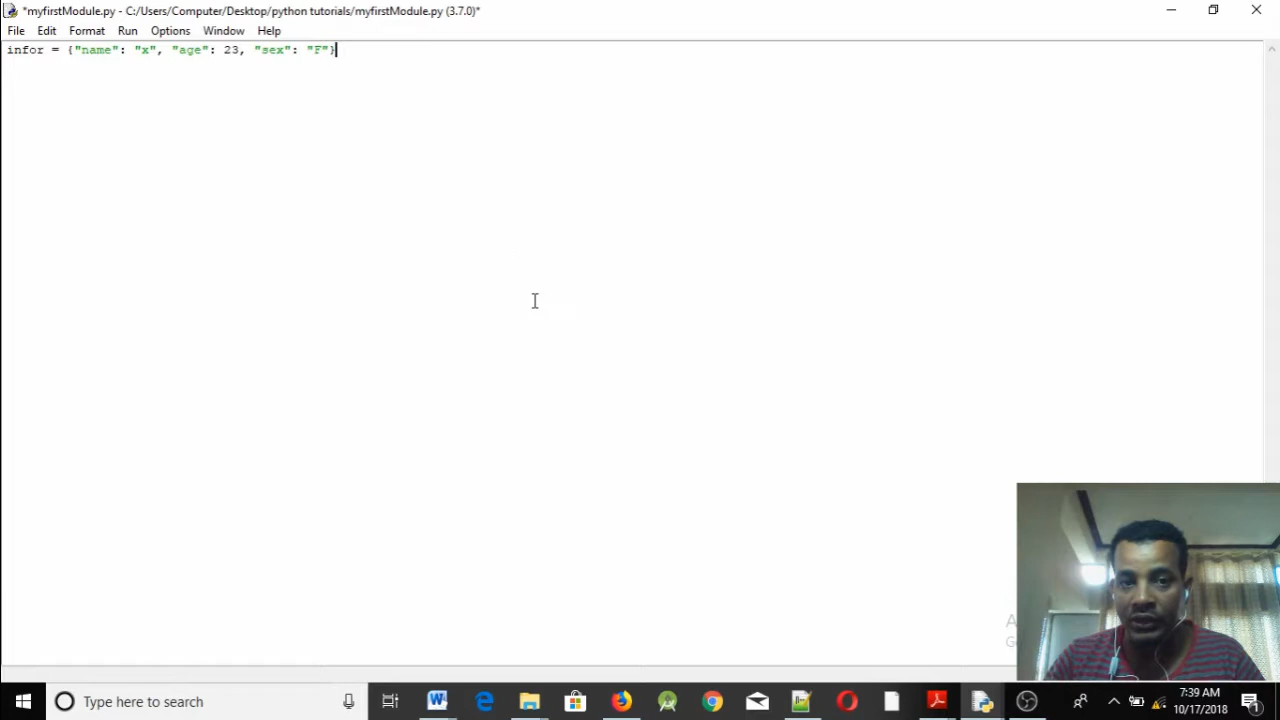 *myfirstModule.py - C:/Users/Computer/Desktop/python tutorials/myfirstModule.py (3.7.0)*
File Edit Format Run Options Window Help
infor = {"name": "x", "age": 23, "sex": "F"}
Type here to search
7:39 AM
10/17/2018
1